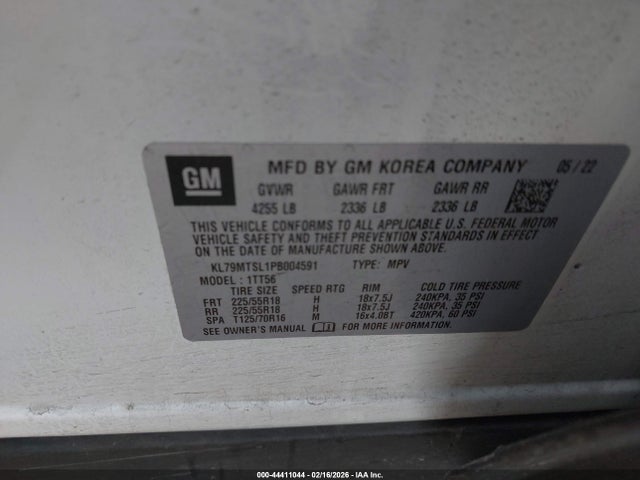 GM
MFD BY GM KOREA COMPANY 05/22
GVWR GAWR FRT GAWR RR
4255 LB 2336 LB 2336 LB
THIS VEHICLE CONFORMS TO ALL APPLICABLE U.S. FEDERAL MOTOR
VEHICLE SAFETY AND THEFT PREVENTION STANDARDS IN EFFECT
ON THE DATE OF MANUFACTURE SHOWN ABOVE.
KL79MTSL1PB004591 TYPE: MPV
MODEL: 1TT56
TIRE SIZE SPEED RTG RIM COLD TIRE PRESSURE
FRT 225/55R18 H 18x7.5J 240KPA, 35 PSI
RR 225/55R18 H 18x7.5J 240KPA, 35 PSI
SPA T125/70R16 M 16x4.0BT 420KPA, 60 PSI
SEE OWNER'S MANUAL FOR MORE INFORMATION.
000-44411044 - 02/16/2026 - IAA Inc.